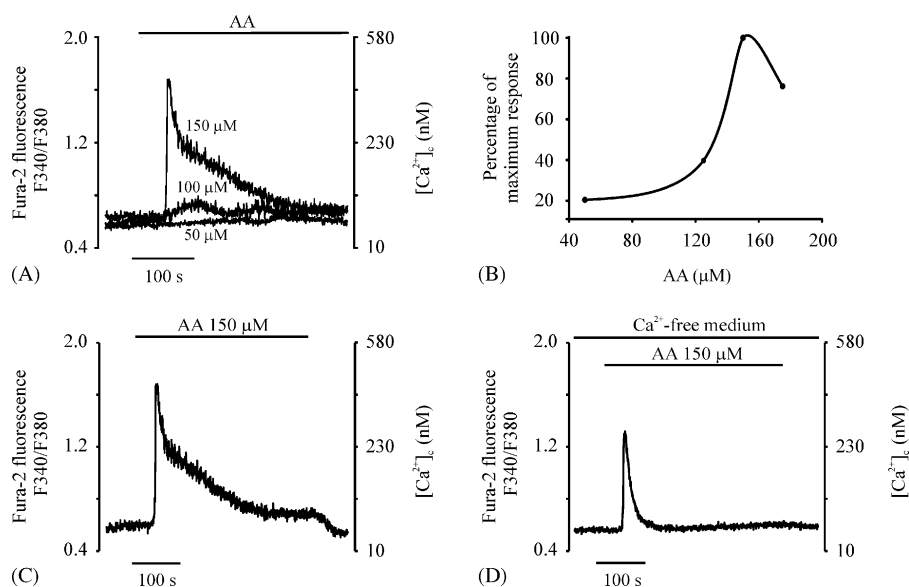 AA
2.0
1.2
0.4
Fura-2 fluorescence
F340/F380
580
230
10
[Ca²⁺]c (nM)
150 μM
100 μM
50 μM
100 s
(A)
Percentage of
maximum response
100
80
60
40
20
40
80
120
160
200
AA (μM)
(B)
AA 150 μM
2.0
1.2
0.4
Fura-2 fluorescence
F340/F380
580
230
10
[Ca²⁺]c (nM)
100 s
(C)
Ca²⁺-free medium
AA 150 μM
2.0
1.2
0.4
Fura-2 fluorescence
F340/F380
580
230
10
[Ca²⁺]c (nM)
100 s
(D)